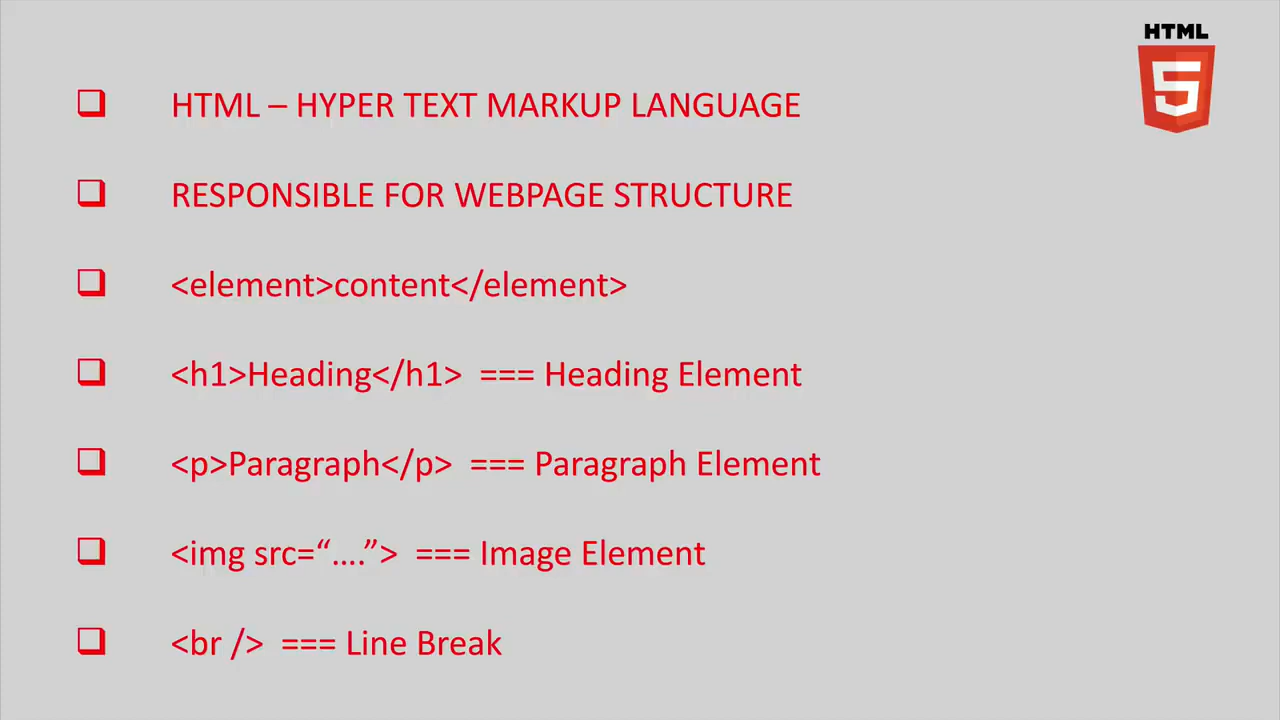 HTML
5
HTML – HYPER TEXT MARKUP LANGUAGE
RESPONSIBLE FOR WEBPAGE STRUCTURE
<element>content</element>
<h1>Heading</h1> === Heading Element
<p>Paragraph</p> === Paragraph Element
<img src=“....”> === Image Element
<br /> === Line Break